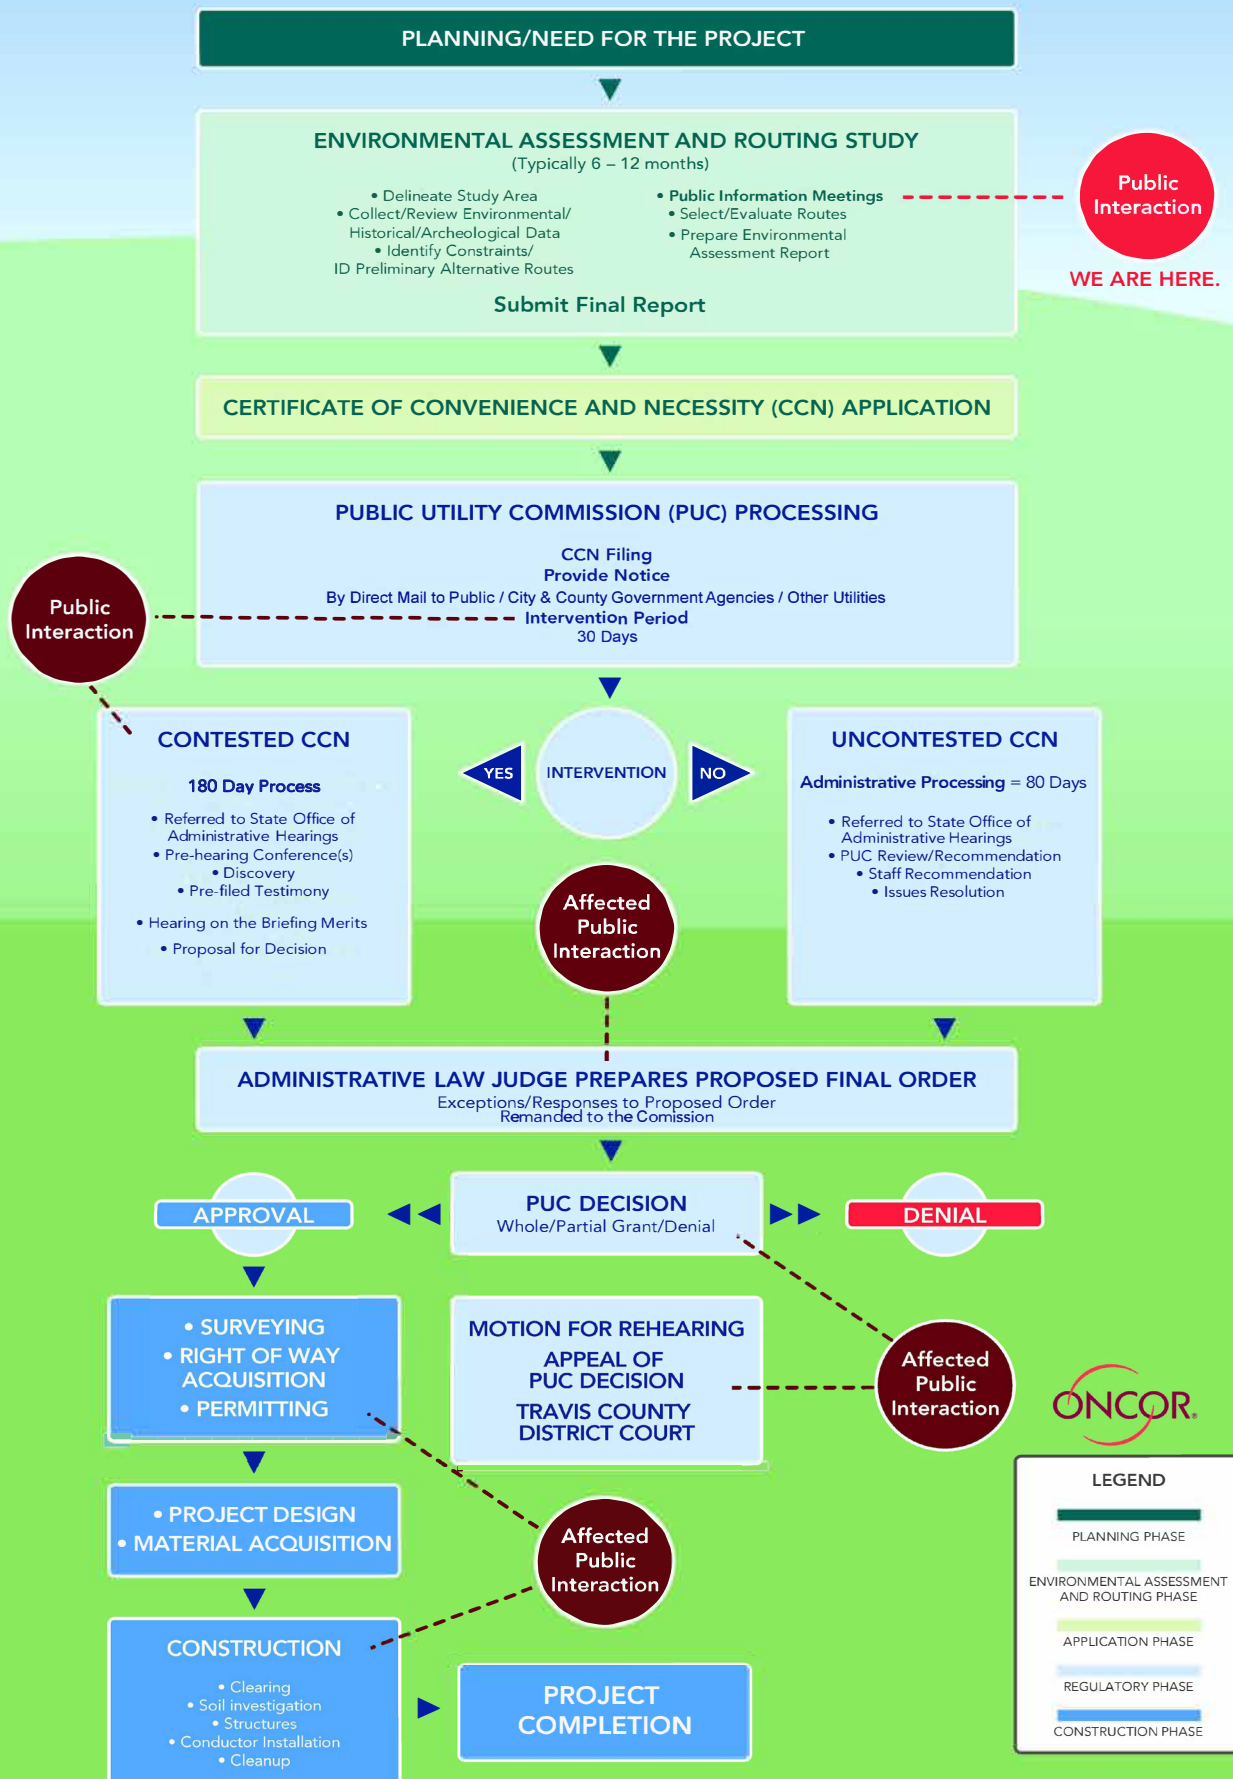 PLANNING/NEED FOR THE PROJECT
ENVIRONMENTAL ASSESSMENT AND ROUTING STUDY
(Typically 6 – 12 months)
• Delineate Study Area
• Collect/Review Environmental/
Historical/Archeological Data
• Identify Constraints/
ID Preliminary Alternative Routes
• Public Information Meetings
• Select/Evaluate Routes
• Prepare Environmental
Assessment Report
Submit Final Report
Public
Interaction
WE ARE HERE.
CERTIFICATE OF CONVENIENCE AND NECESSITY (CCN) APPLICATION
PUBLIC UTILITY COMMISSION (PUC) PROCESSING
CCN Filing
Provide Notice
By Direct Mail to Public / City & County Government Agencies / Other Utilities
Intervention Period
30 Days
Public
Interaction
CONTESTED CCN
180 Day Process
• Referred to State Office of
Administrative Hearings
• Pre-hearing Conference(s)
• Discovery
• Pre-filed Testimony
• Hearing on the Briefing Merits
• Proposal for Decision
YES
INTERVENTION
NO
UNCONTESTED CCN
Administrative Processing = 80 Days
• Referred to State Office of
Administrative Hearings
• PUC Review/Recommendation
• Staff Recommendation
• Issues Resolution
Affected
Public
Interaction
ADMINISTRATIVE LAW JUDGE PREPARES PROPOSED FINAL ORDER
Exceptions/Responses to Proposed Order
Remanded to the Comission
APPROVAL
PUC DECISION
Whole/Partial Grant/Denial
DENIAL
• SURVEYING
• RIGHT OF WAY
ACQUISITION
• PERMITTING
MOTION FOR REHEARING
APPEAL OF
PUC DECISION
TRAVIS COUNTY
DISTRICT COURT
Affected
Public
Interaction
ONCOR®
• PROJECT DESIGN
• MATERIAL ACQUISITION
Affected
Public
Interaction
CONSTRUCTION
• Clearing
• Soil investigation
• Structures
• Conductor Installation
• Cleanup
PROJECT
COMPLETION
LEGEND
PLANNING PHASE
ENVIRONMENTAL ASSESSMENT
AND ROUTING PHASE
APPLICATION PHASE
REGULATORY PHASE
CONSTRUCTION PHASE